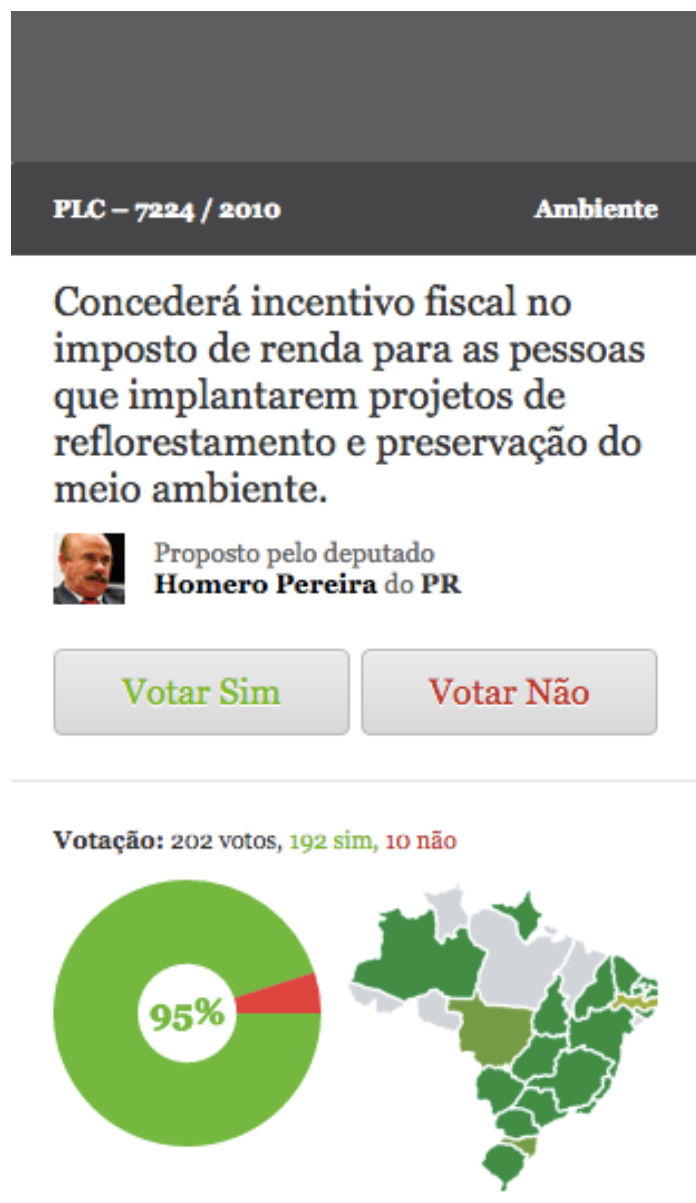 PLC – 7224 / 2010 Ambiente
Concederá incentivo fiscal no
imposto de renda para as pessoas
que implantarem projetos de
reflorestamento e preservação do
meio ambiente.
Proposto pelo deputado
Homero Pereira do PR
Votar Sim Votar Não
Votação: 202 votos, 192 sim, 10 não
95%